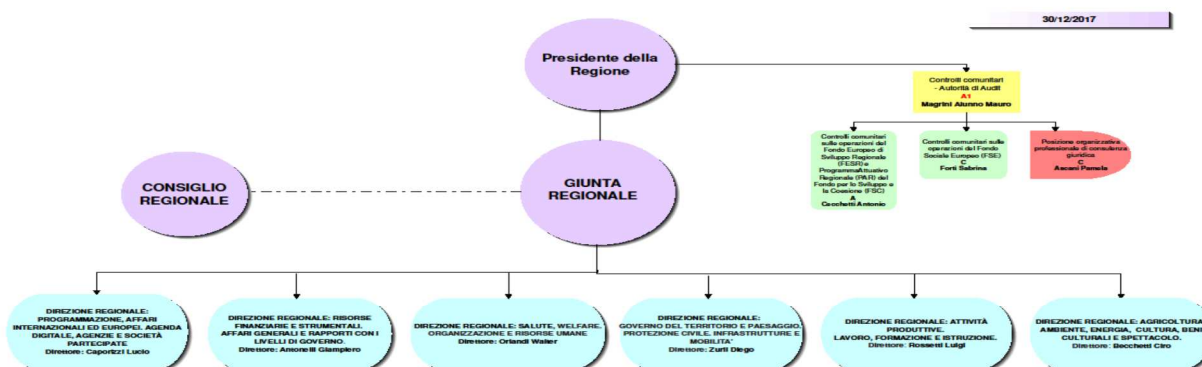 30/12/2017
Presidente della
Regione
Controlli comunitari
- Autorità di Audit
A1
Magrini Alunno Mauro
Controlli comunitari
sulle operazioni del
Fondo Europeo di
Sviluppo Regionale
(FESR) e
ProgrammaAttuativo
Regionale (PAR) del
Fondo per lo Sviluppo e
la Coesione (FSC)
A
Cecchetti Antonio
Controlli comunitari sulle
operazioni del Fondo
Sociale Europeo (FSE)
C
Forti Sabrina
Posizione organizzativa
professionale di consulenza
giuridica
C
Ascani Pamela
CONSIGLIO
REGIONALE
GIUNTA
REGIONALE
DIREZIONE REGIONALE:
PROGRAMMAZIONE, AFFARI
INTERNAZIONALI ED EUROPEI. AGENDA
DIGITALE, AGENZIE E SOCIETÀ
PARTECIPATE
Direttore: Caporizzi Lucio
DIREZIONE REGIONALE: RISORSE
FINANZIARIE E STRUMENTALI.
AFFARI GENERALI E RAPPORTI CON I
LIVELLI DI GOVERNO.
Direttore: Antonelli Giampiero
DIREZIONE REGIONALE: SALUTE, WELFARE.
ORGANIZZAZIONE E RISORSE UMANE
Direttore: Orlandi Walter
DIREZIONE REGIONALE:
GOVERNO DEL TERRITORIO E PAESAGGIO.
PROTEZIONE CIVILE. INFRASTRUTTURE E
MOBILITA'
Direttore: Zurli Diego
DIREZIONE REGIONALE: ATTIVITÀ
PRODUTTIVE.
LAVORO, FORMAZIONE E ISTRUZIONE.
Direttore: Rossetti Luigi
DIREZIONE REGIONALE: AGRICOLTURA,
AMBIENTE, ENERGIA, CULTURA, BENI
CULTURALI E SPETTACOLO.
Direttore: Becchetti Ciro